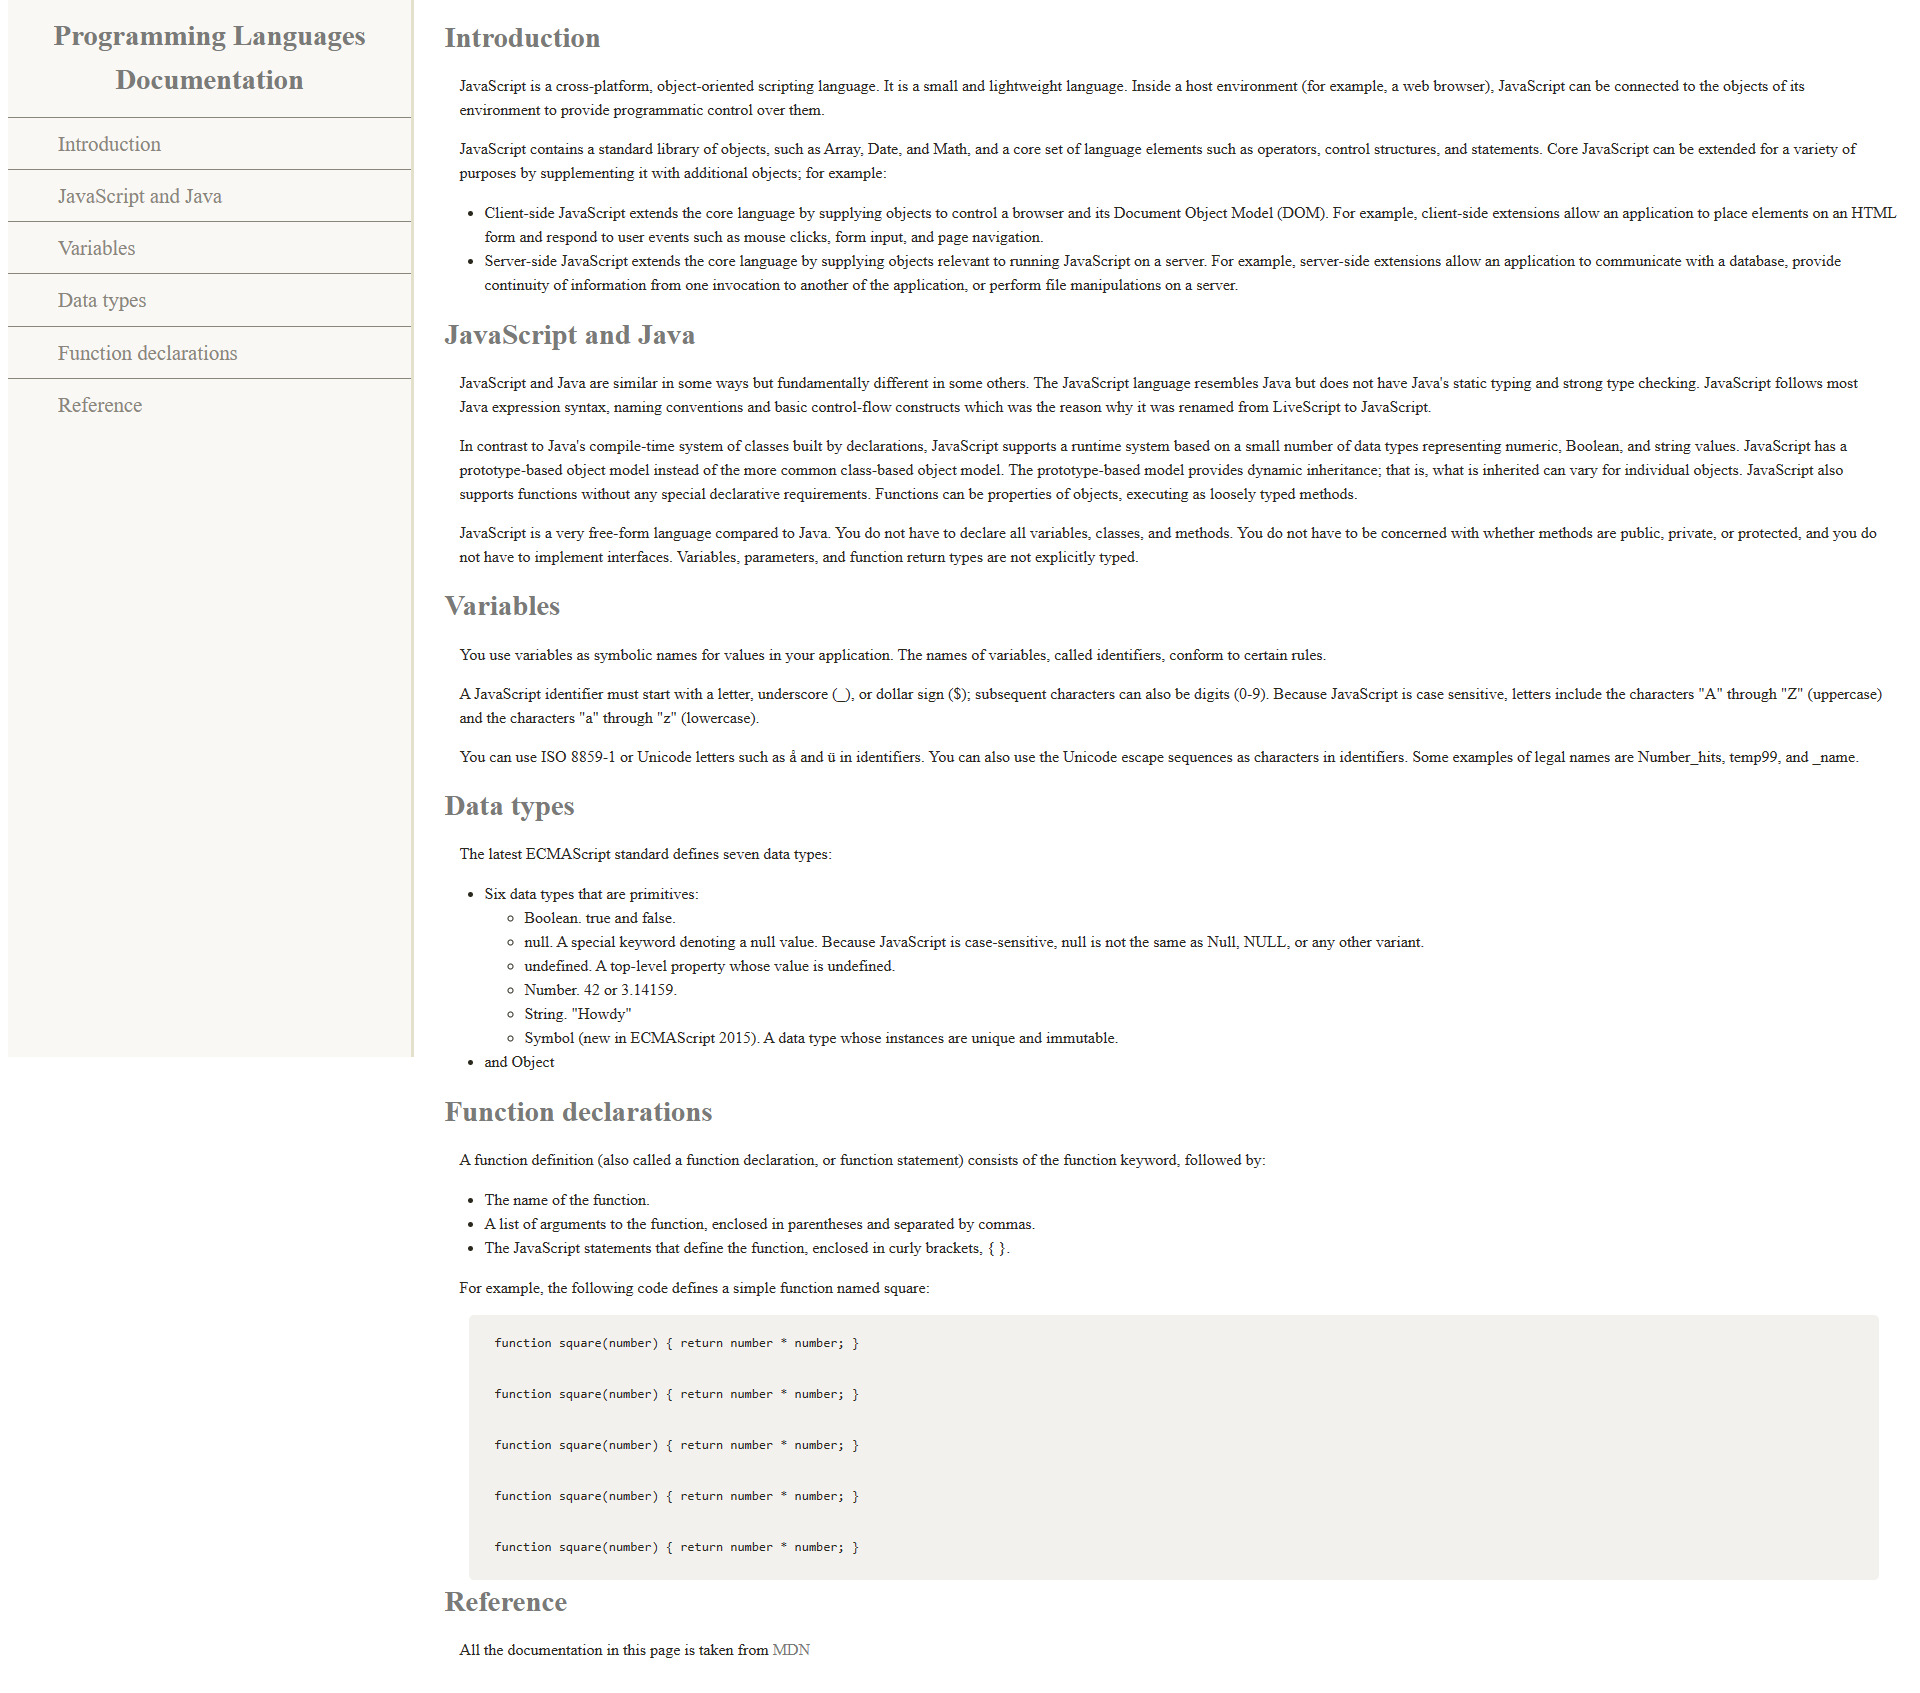 Programming Languages
Documentation
Introduction
JavaScript and Java
Variables
Data types
Function declarations
Reference
Introduction
JavaScript is a cross-platform, object-oriented scripting language. It is a small and lightweight language. Inside a host environment (for example, a web browser), JavaScript can be connected to the objects of its
environment to provide programmatic control over them.
JavaScript contains a standard library of objects, such as Array, Date, and Math, and a core set of language elements such as operators, control structures, and statements. Core JavaScript can be extended for a variety of
purposes by supplementing it with additional objects; for example:
• Client-side JavaScript extends the core language by supplying objects to control a browser and its Document Object Model (DOM). For example, client-side extensions allow an application to place elements on an HTML
form and respond to user events such as mouse clicks, form input, and page navigation.
• Server-side JavaScript extends the core language by supplying objects relevant to running JavaScript on a server. For example, server-side extensions allow an application to communicate with a database, provide
continuity of information from one invocation to another of the application, or perform file manipulations on a server.
JavaScript and Java
JavaScript and Java are similar in some ways but fundamentally different in some others. The JavaScript language resembles Java but does not have Java's static typing and strong type checking. JavaScript follows most
Java expression syntax, naming conventions and basic control-flow constructs which was the reason why it was renamed from LiveScript to JavaScript.
In contrast to Java's compile-time system of classes built by declarations, JavaScript supports a runtime system based on a small number of data types representing numeric, Boolean, and string values. JavaScript has a
prototype-based object model instead of the more common class-based object model. The prototype-based model provides dynamic inheritance; that is, what is inherited can vary for individual objects. JavaScript also
supports functions without any special declarative requirements. Functions can be properties of objects, executing as loosely typed methods.
JavaScript is a very free-form language compared to Java. You do not have to declare all variables, classes, and methods. You do not have to be concerned with whether methods are public, private, or protected, and you do
not have to implement interfaces. Variables, parameters, and function return types are not explicitly typed.
Variables
You use variables as symbolic names for values in your application. The names of variables, called identifiers, conform to certain rules.
A JavaScript identifier must start with a letter, underscore (_), or dollar sign ($); subsequent characters can also be digits (0-9). Because JavaScript is case sensitive, letters include the characters "A" through "Z" (uppercase)
and the characters "a" through "z" (lowercase).
You can use ISO 8859-1 or Unicode letters such as å and ü in identifiers. You can also use the Unicode escape sequences as characters in identifiers. Some examples of legal names are Number_hits, temp99, and _name.
Data types
The latest ECMAScript standard defines seven data types:
• Six data types that are primitives:
◦ Boolean. true and false.
◦ null. A special keyword denoting a null value. Because JavaScript is case-sensitive, null is not the same as Null, NULL, or any other variant.
◦ undefined. A top-level property whose value is undefined.
◦ Number. 42 or 3.14159.
◦ String. "Howdy"
◦ Symbol (new in ECMAScript 2015). A data type whose instances are unique and immutable.
• and Object
Function declarations
A function definition (also called a function declaration, or function statement) consists of the function keyword, followed by:
• The name of the function.
• A list of arguments to the function, enclosed in parentheses and separated by commas.
• The JavaScript statements that define the function, enclosed in curly brackets, { }.
For example, the following code defines a simple function named square:
function square(number) { return number * number; }
function square(number) { return number * number; }
function square(number) { return number * number; }
function square(number) { return number * number; }
function square(number) { return number * number; }
Reference
All the documentation in this page is taken from MDN